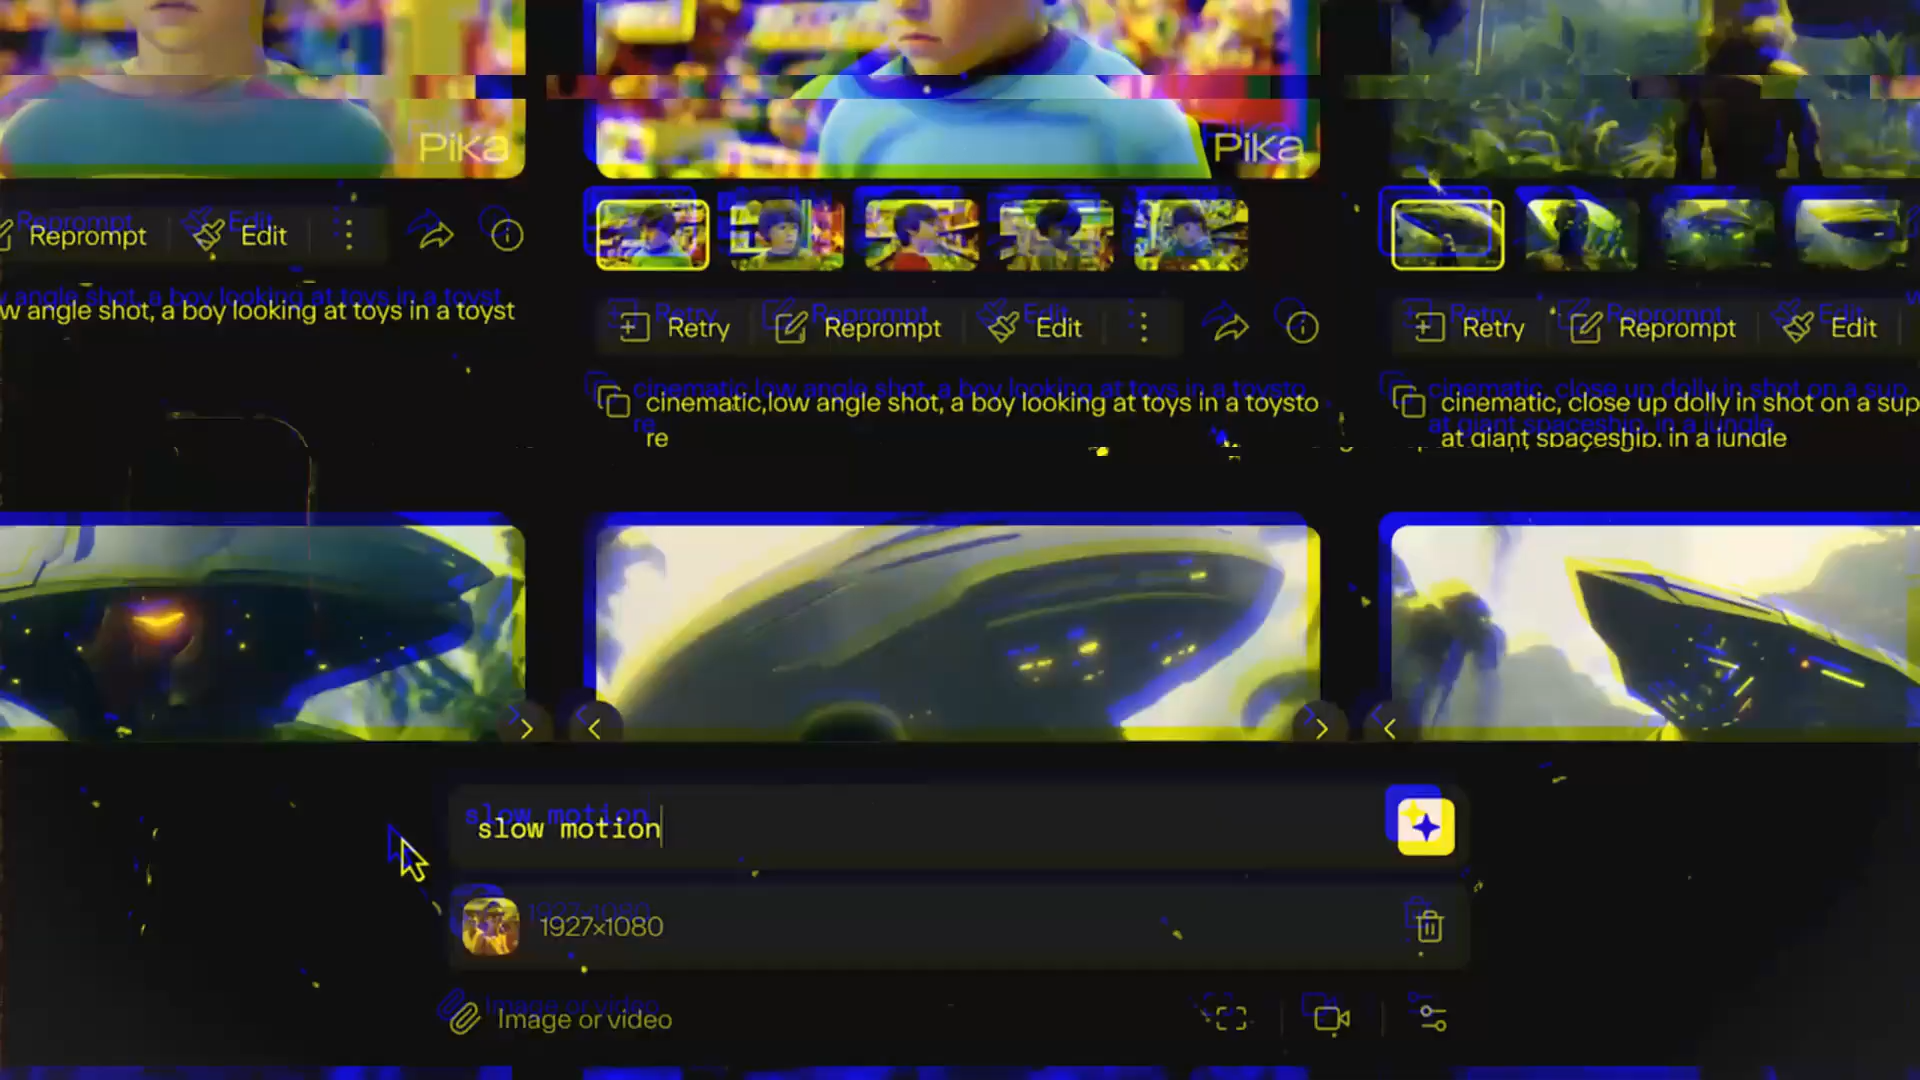 Pika
Pika
Reprompt Edit
w angle shot, a boy looking at toys in a toyst
Retry Reprompt Edit
Retry Reprompt Edit
cinematic,low angle shot, a boy looking at toys in a toysto
re
cinematic, close up dolly in shot on a sup
at giant spaceship, in a jungle
slow motion
1927×1080
Image or video